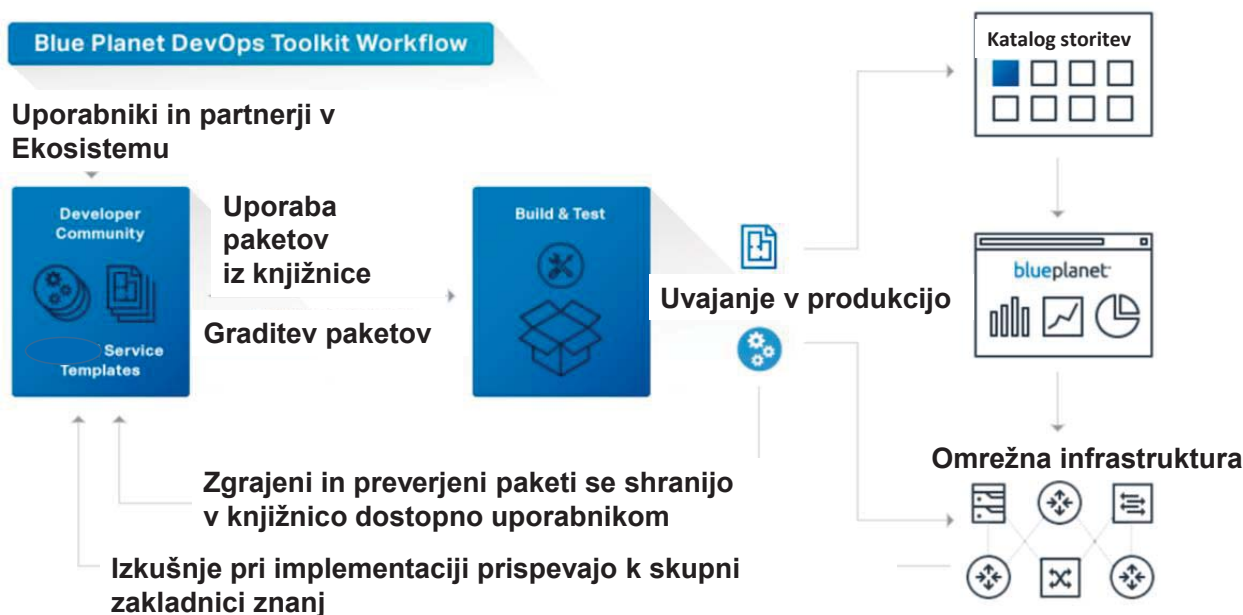 Blue Planet DevOps Toolkit Workflow
Katalog storitev
Uporabniki in partnerji v
Ekosistemu
Developer
Community
Service
Templates
Uporaba
paketov
iz knjižnice
Graditev paketov
Build & Test
Uvajanje v produkcijo
blueplanet
Omrežna infrastruktura
Zgrajeni in preverjeni paketi se shranijo
v knjižnico dostopno uporabnikom
Izkušnje pri implementaciji prispevajo k skupni
zakladnici znanj